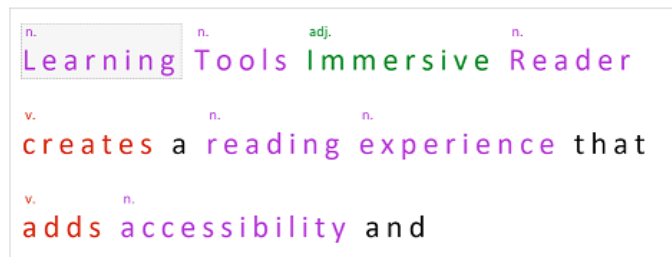 n. n. adj. n.
Learning Tools Immersive Reader
v. n. n.
creates a reading experience that
v. n.
adds accessibility and